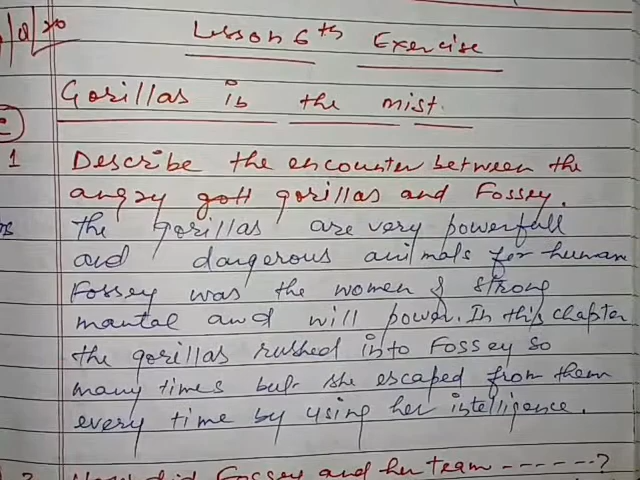 Lesson 6th Exercise
Gorillas in the mist.
1 Describe the encounter between the
angry gorillas and Fossey.
The gorillas are very powerfull
and dangerous animals for human
Fossey was the women of strong
mantal and will power. In this chapter
the gorillas rushed into Fossey so
many times but she escaped from them
every time by using her intelligence.
2 How did Fossey and her team ------?